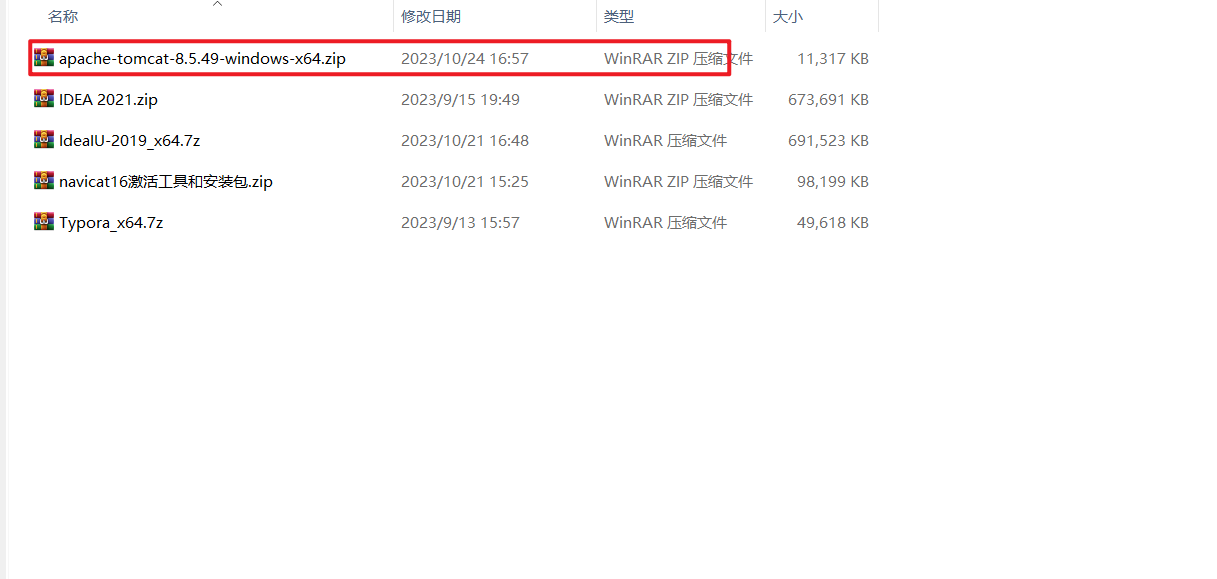 名称 修改日期 类型 大小
apache-tomcat-8.5.49-windows-x64.zip 2023/10/24 16:57 WinRAR ZIP 压缩文件 11,317 KB
IDEA 2021.zip 2023/9/15 19:49 WinRAR ZIP 压缩文件 673,691 KB
IdeaIU-2019_x64.7z 2023/10/21 16:48 WinRAR 压缩文件 691,523 KB
navicat16激活工具和安装包.zip 2023/10/21 15:25 WinRAR ZIP 压缩文件 98,199 KB
Typora_x64.7z 2023/9/13 15:57 WinRAR 压缩文件 49,618 KB